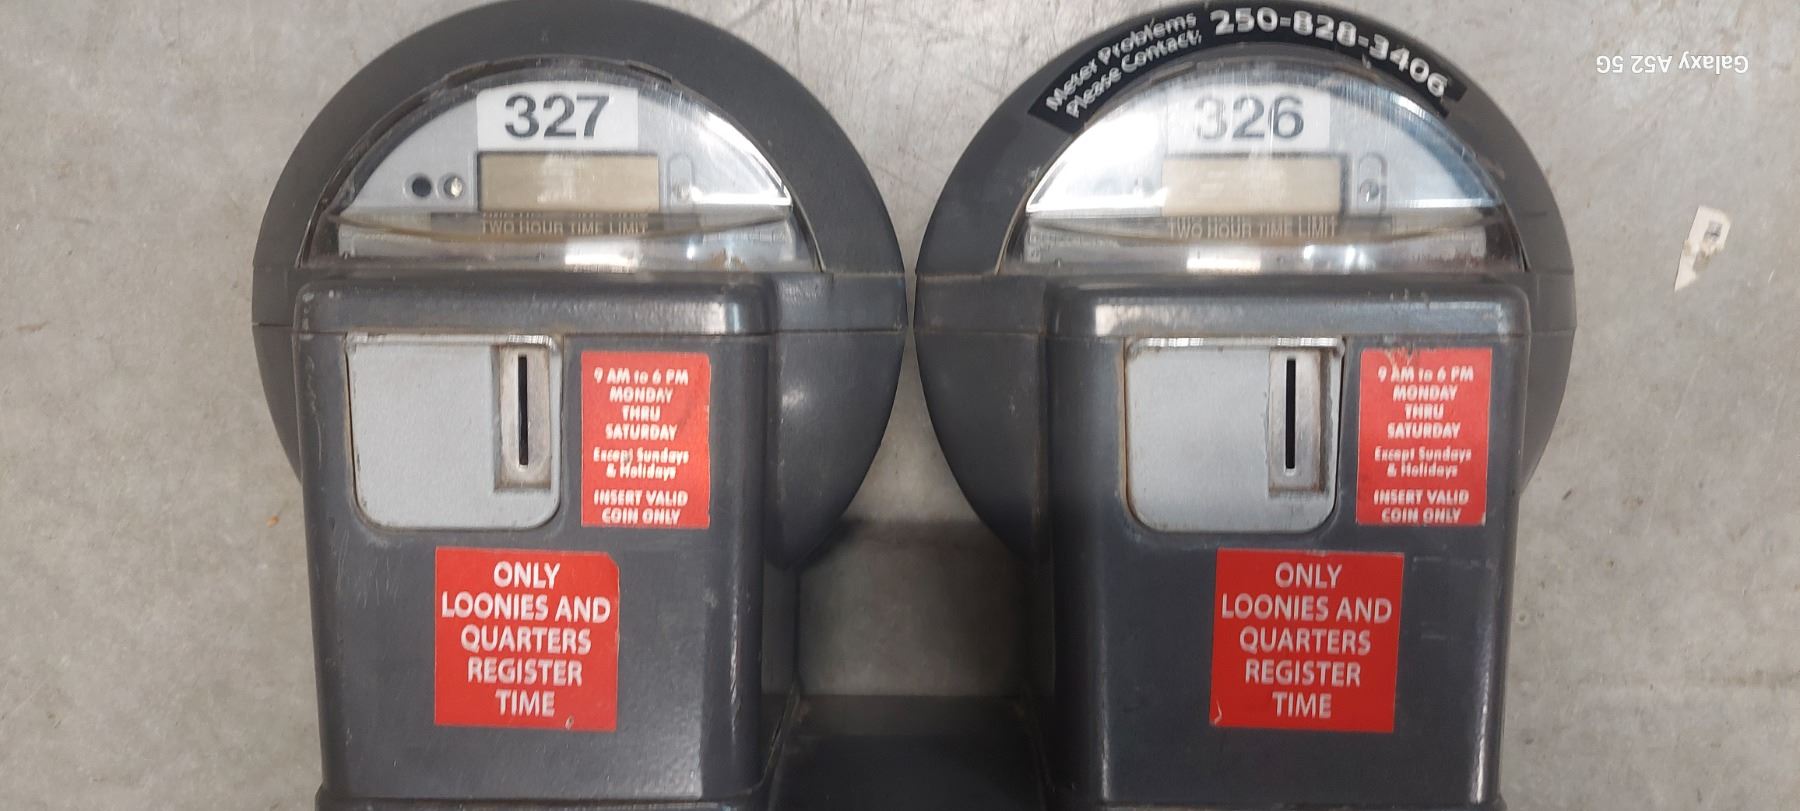 327
TWO HOUR TIME LIMIT
9 AM to 6 PM
MONDAY
THRU
SATURDAY
Except Sundays
& Holidays
INSERT VALID
COIN ONLY
ONLY
LOONIES AND
QUARTERS
REGISTER
TIME
Meter Problems
Please Contact:
250-828-3406
326
TWO HOUR TIME LIMIT
9 AM to 6 PM
MONDAY
THRU
SATURDAY
Except Sundays
& Holidays
INSERT VALID
COIN ONLY
ONLY
LOONIES AND
QUARTERS
REGISTER
TIME
Galaxy A52 5G